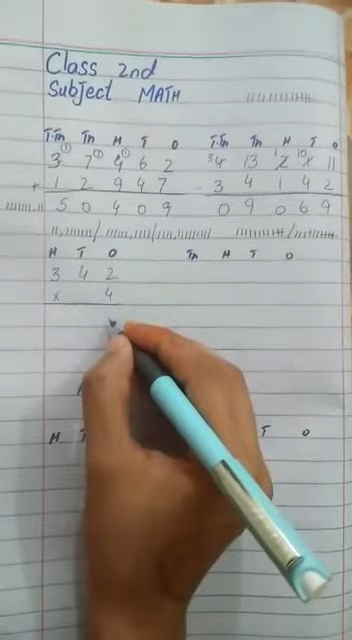 Class 2nd
Subject MATH
T.Th Th H T O T.Th Th H T O
3 7 4 6 2 4 13 2 1 11
+ 1 2 9 4 7 - 3 4 1 4 2
5 0 4 0 9 0 9 0 6 9
H T O Th H T O
3 4 2
x 4
H T T O